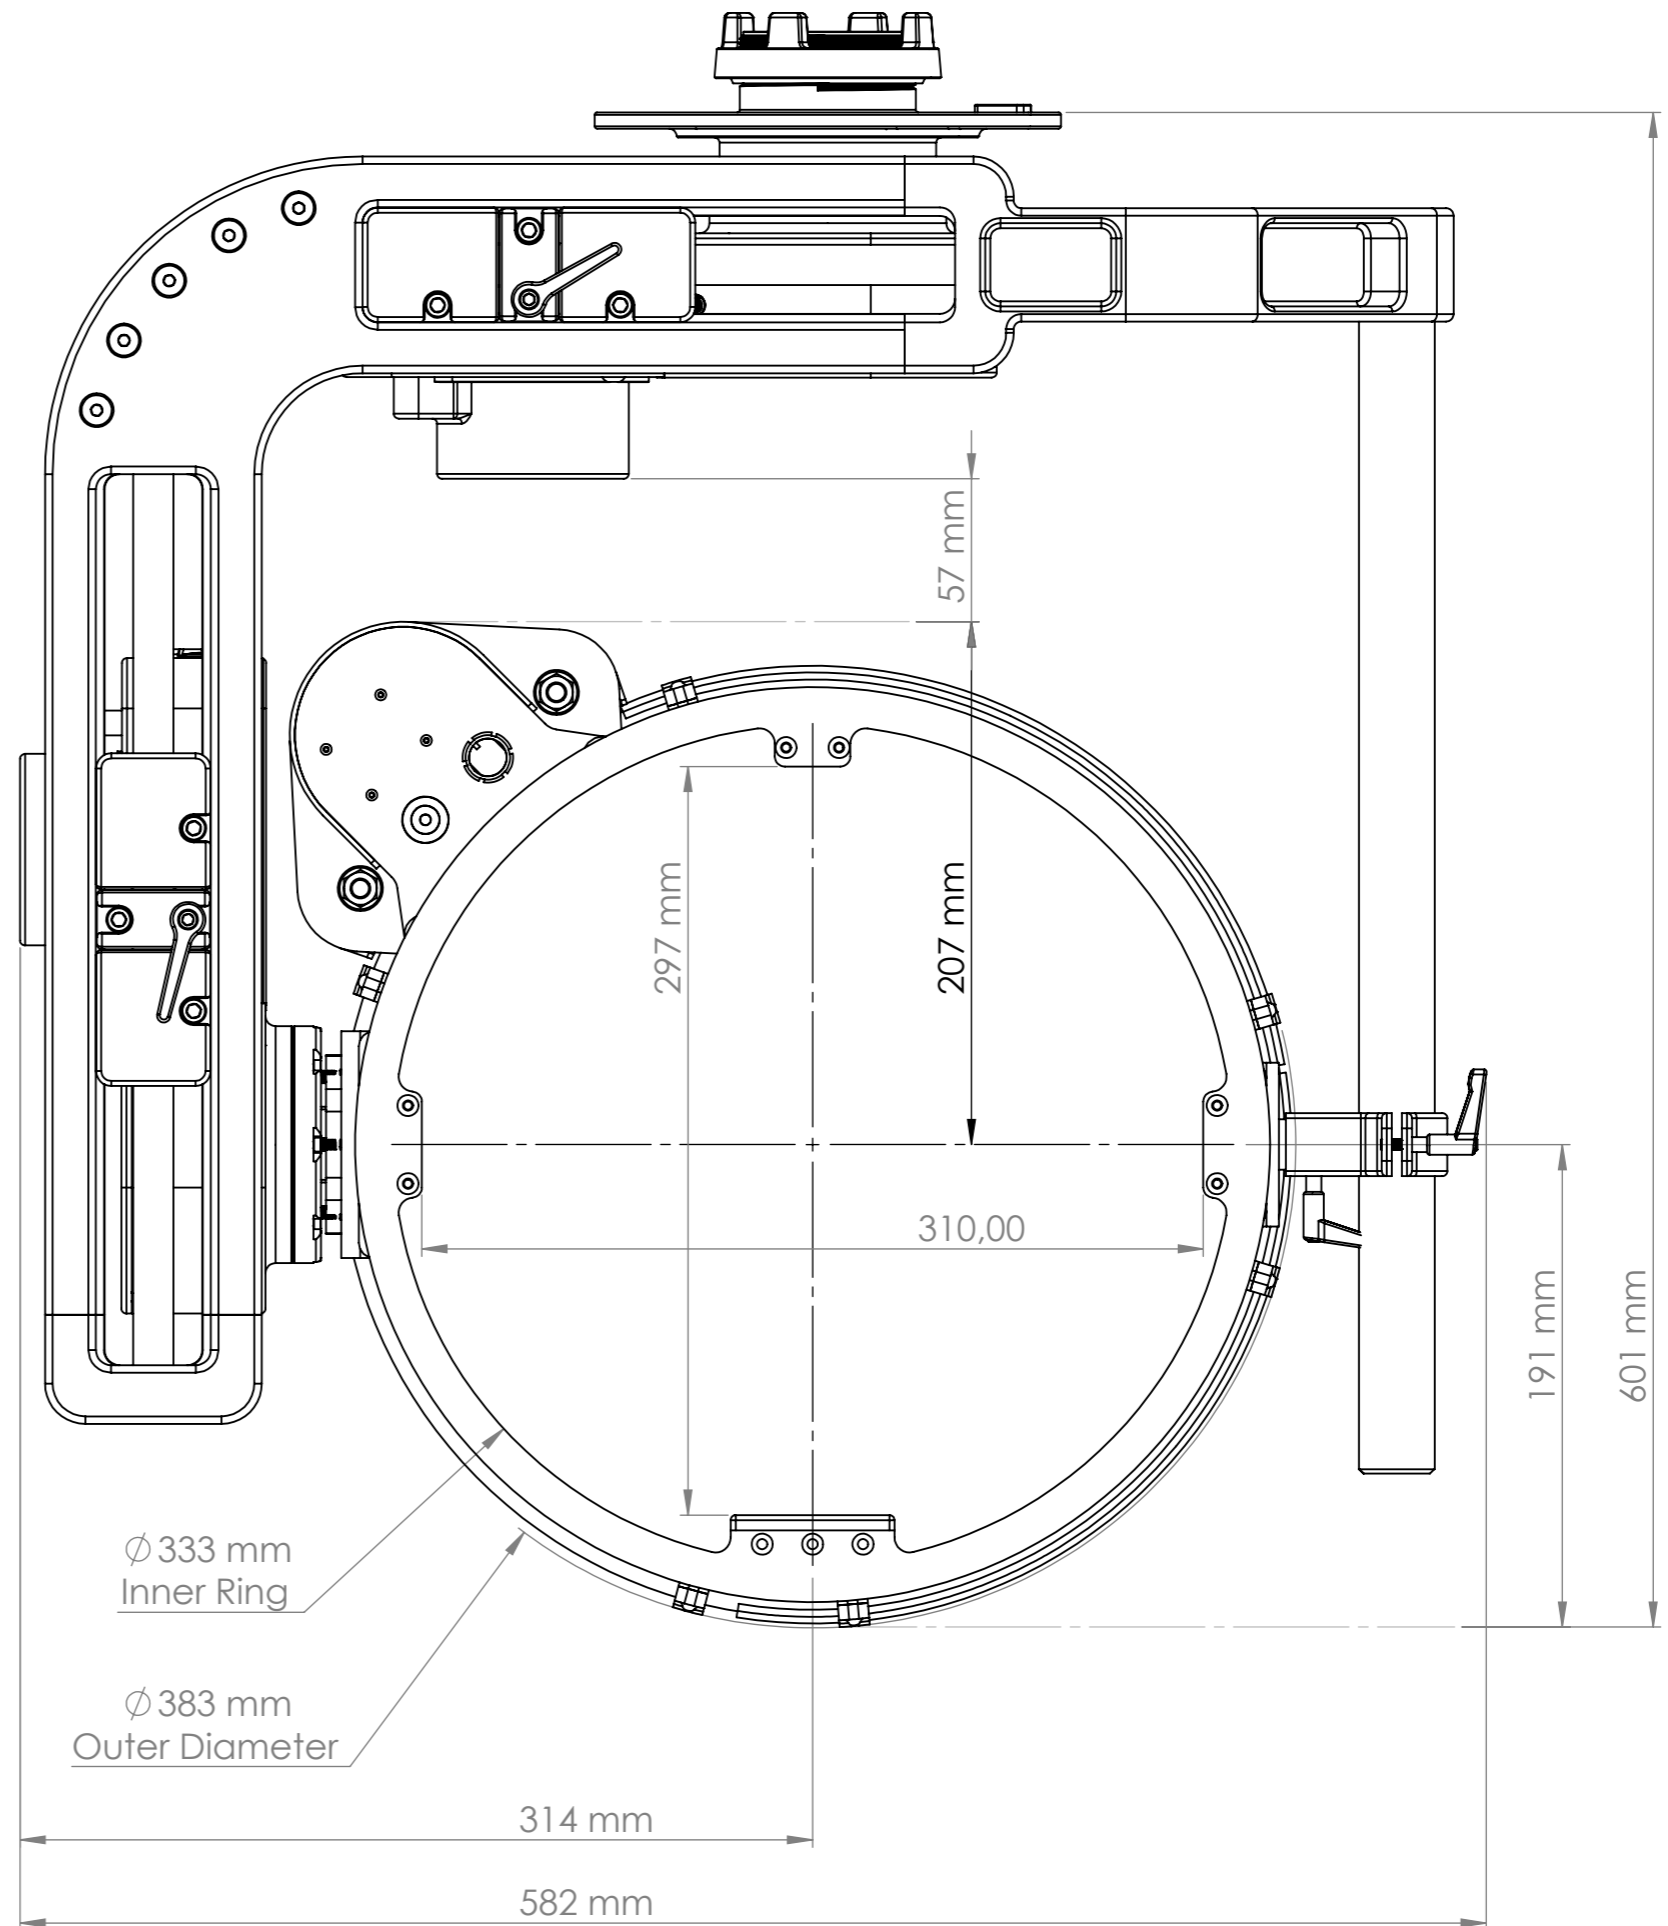 57 mm
297 mm
207 mm
310,00
191 mm
601 mm
∅ 333 mm
Inner Ring
∅ 383 mm
Outer Diameter
314 mm
582 mm